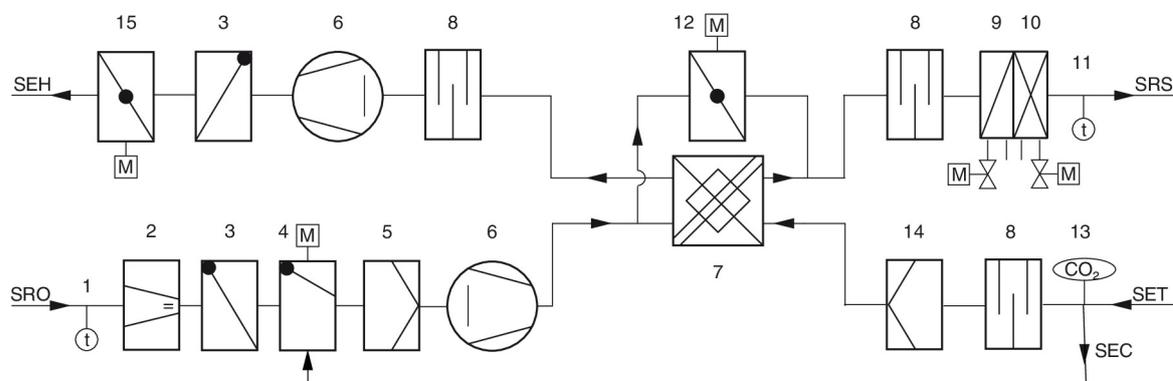 15 3 6 8 12 M 8 9 10 11
SEH SRS
M t M M
2 3 4 M 5 6 7 14 8 13
SRO 1 CO₂ SET
t SEC